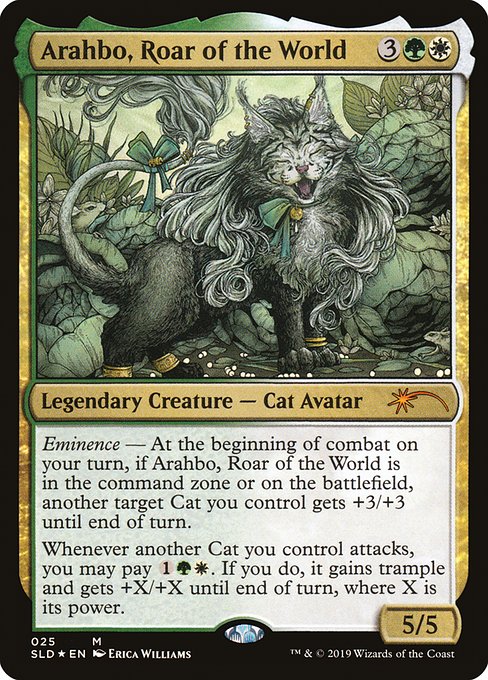 Arahbo, Roar of the World 3
Legendary Creature — Cat Avatar
Eminence — At the beginning of combat on
your turn, if Arahbo, Roar of the World is
in the command zone or on the battlefield,
another target Cat you control gets +3/+3
until end of turn.
Whenever another Cat you control attacks,
you may pay 1. If you do, it gains trample
and gets +X/+X until end of turn, where X is
its power.
5/5
025 M
SLD ★ EN Erica Williams
™ & © 2019 Wizards of the Coast